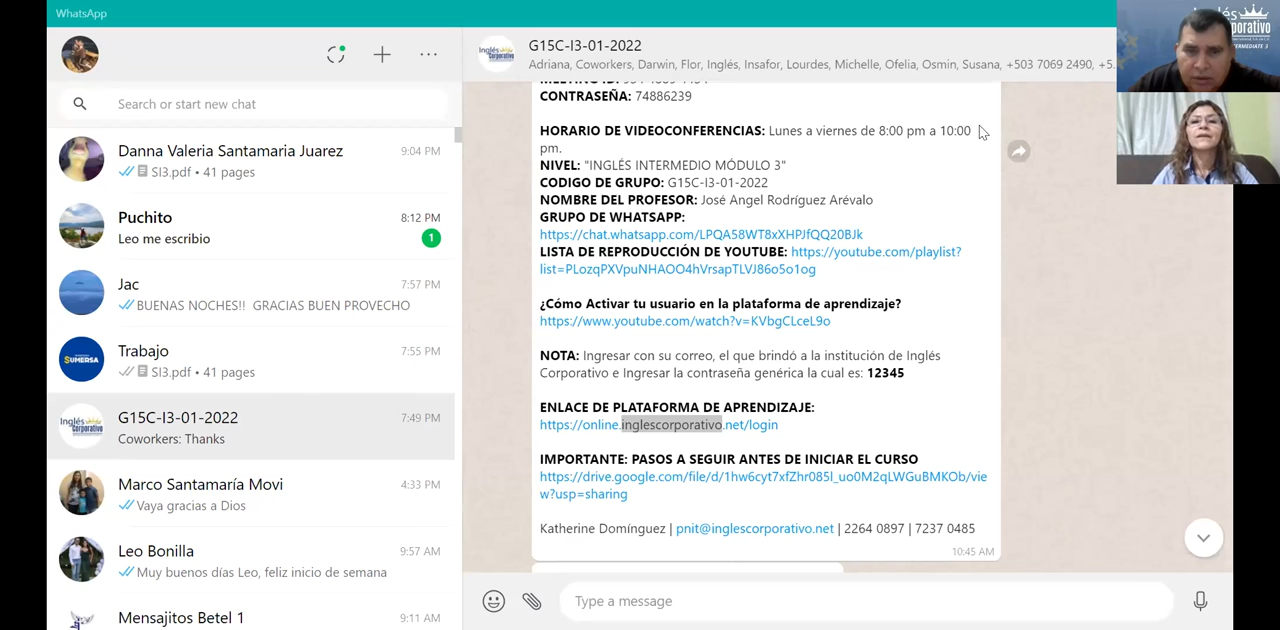 WhatsApp
Search or start new chat
Danna Valeria Santamaria Juarez
9:04 PM
SI3.pdf • 41 pages
Puchito
8:12 PM
Leo me escribio
1
Jac
7:57 PM
BUENAS NOCHES!! GRACIAS BUEN PROVECHO
Trabajo
7:55 PM
SI3.pdf • 41 pages
SUMERSA
G15C-I3-01-2022
7:49 PM
Coworkers: Thanks
Marco Santamaría Movi
4:33 PM
Vaya gracias a Dios
Leo Bonilla
9:57 AM
Muy buenos días Leo, feliz inicio de semana
Mensajitos Betel 1
9:11 AM
G15C-I3-01-2022
Adriana, Coworkers, Darwin, Flor, Inglés, Insafor, Lourdes, Michelle, Ofelia, Osmin, Susana, +503 7069 2490, +5...
CONTRASEÑA: 74886239
HORARIO DE VIDEOCONFERENCIAS: Lunes a viernes de 8:00 pm a 10:00
pm.
NIVEL: "INGLÉS INTERMEDIO MÓDULO 3"
CODIGO DE GRUPO: G15C-I3-01-2022
NOMBRE DEL PROFESOR: José Angel Rodríguez Arévalo
GRUPO DE WHATSAPP:
https://chat.whatsapp.com/LPQA58WT8xXHPJfQQ20BJk
LISTA DE REPRODUCCIÓN DE YOUTUBE: https://youtube.com/playlist?
list=PLozqPXVpuNHAOO4hVrsapTLVJ86o5o1og
¿Cómo Activar tu usuario en la plataforma de aprendizaje?
https://www.youtube.com/watch?v=KVbgCLceL9o
NOTA: Ingresar con su correo, el que brindó a la institución de Inglés
Corporativo e Ingresar la contraseña genérica la cual es: 12345
ENLACE DE PLATAFORMA DE APRENDIZAJE:
https://online.inglescorporativo.net/login
IMPORTANTE: PASOS A SEGUIR ANTES DE INICIAR EL CURSO
https://drive.google.com/file/d/1hw6cyt7xfZhr085l_uo0M2qLWGuBMKOb/vie
w?usp=sharing
Katherine Domínguez | pnit@inglescorporativo.net | 2264 0897 | 7237 0485
10:45 AM
Type a message